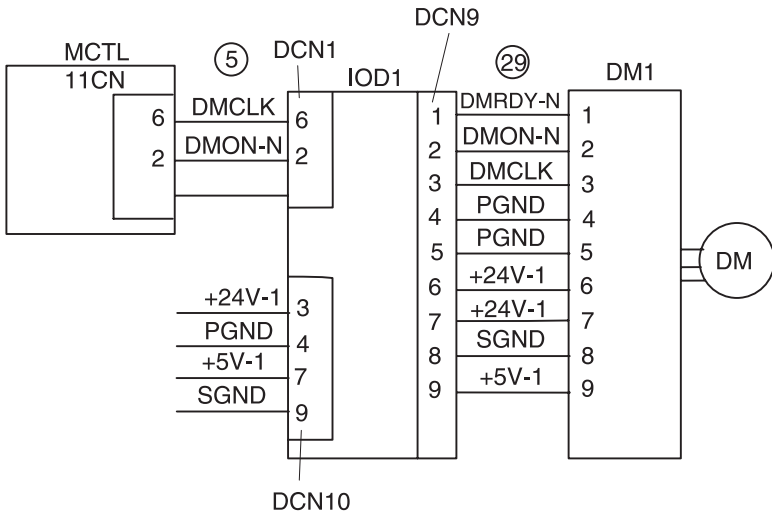 DCN9
MCTL
5
DCN1
29
11CN
IOD1
DM1
6 DMCLK 6
2 DMON-N 2
1 DMRDY-N 1
2 DMON-N 2
3 DMCLK 3
4 PGND 4
5 PGND 5
6 +24V-1 6
7 +24V-1 7
8 SGND 8
9 +5V-1 9
DM
+24V-1 3
PGND 4
+5V-1 7
SGND 9
DCN10